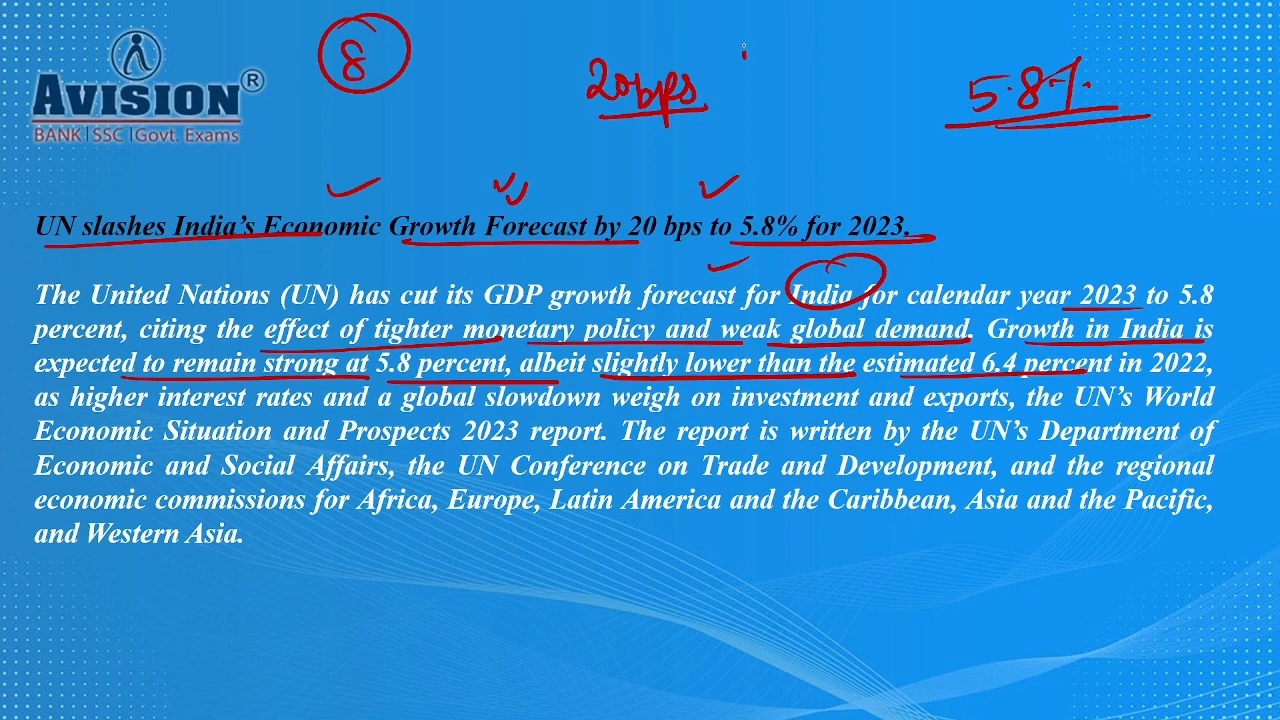 8
20bps
5.8%.
AVISION®
BANK|SSC|Govt. Exams
UN slashes India's Economic Growth Forecast by 20 bps to 5.8% for 2023.
The United Nations (UN) has cut its GDP growth forecast for India for calendar year 2023 to 5.8
percent, citing the effect of tighter monetary policy and weak global demand. Growth in India is
expected to remain strong at 5.8 percent, albeit slightly lower than the estimated 6.4 percent in 2022,
as higher interest rates and a global slowdown weigh on investment and exports, the UN's World
Economic Situation and Prospects 2023 report. The report is written by the UN's Department of
Economic and Social Affairs, the UN Conference on Trade and Development, and the regional
economic commissions for Africa, Europe, Latin America and the Caribbean, Asia and the Pacific,
and Western Asia.